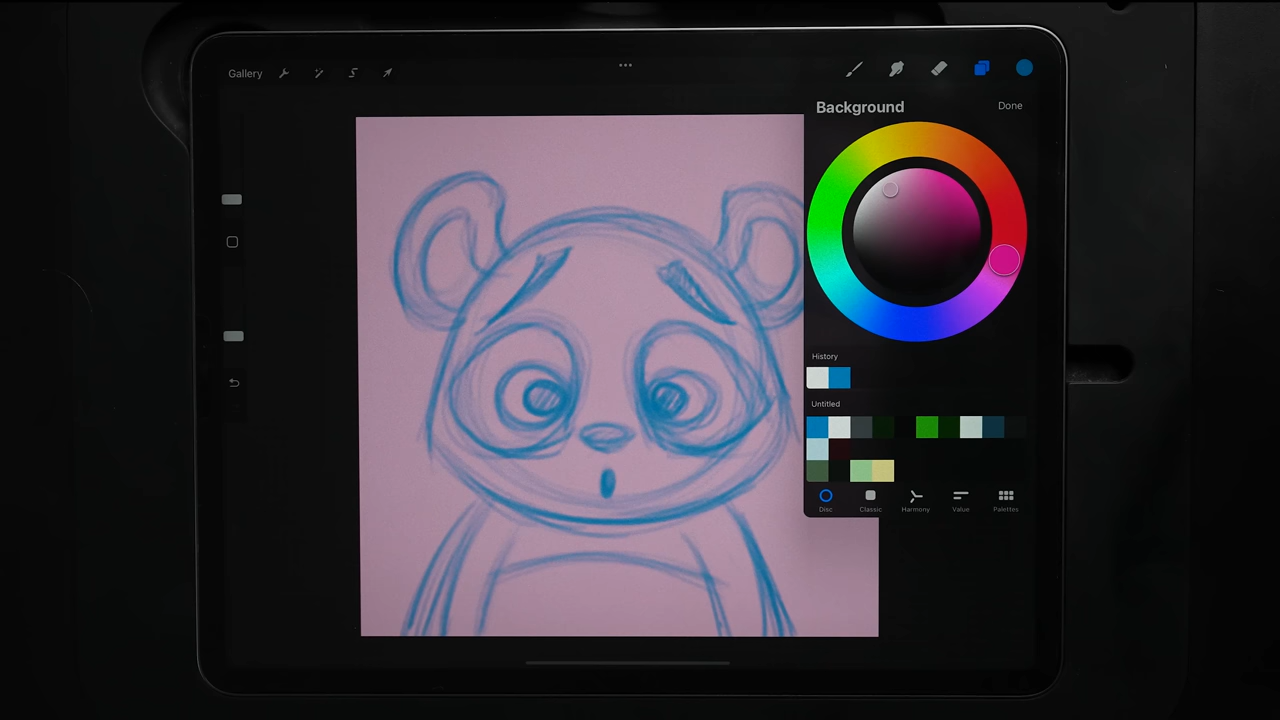 Gallery
Background
Done
History
Untitled
Disc
Classic
Harmony
Value
Palettes